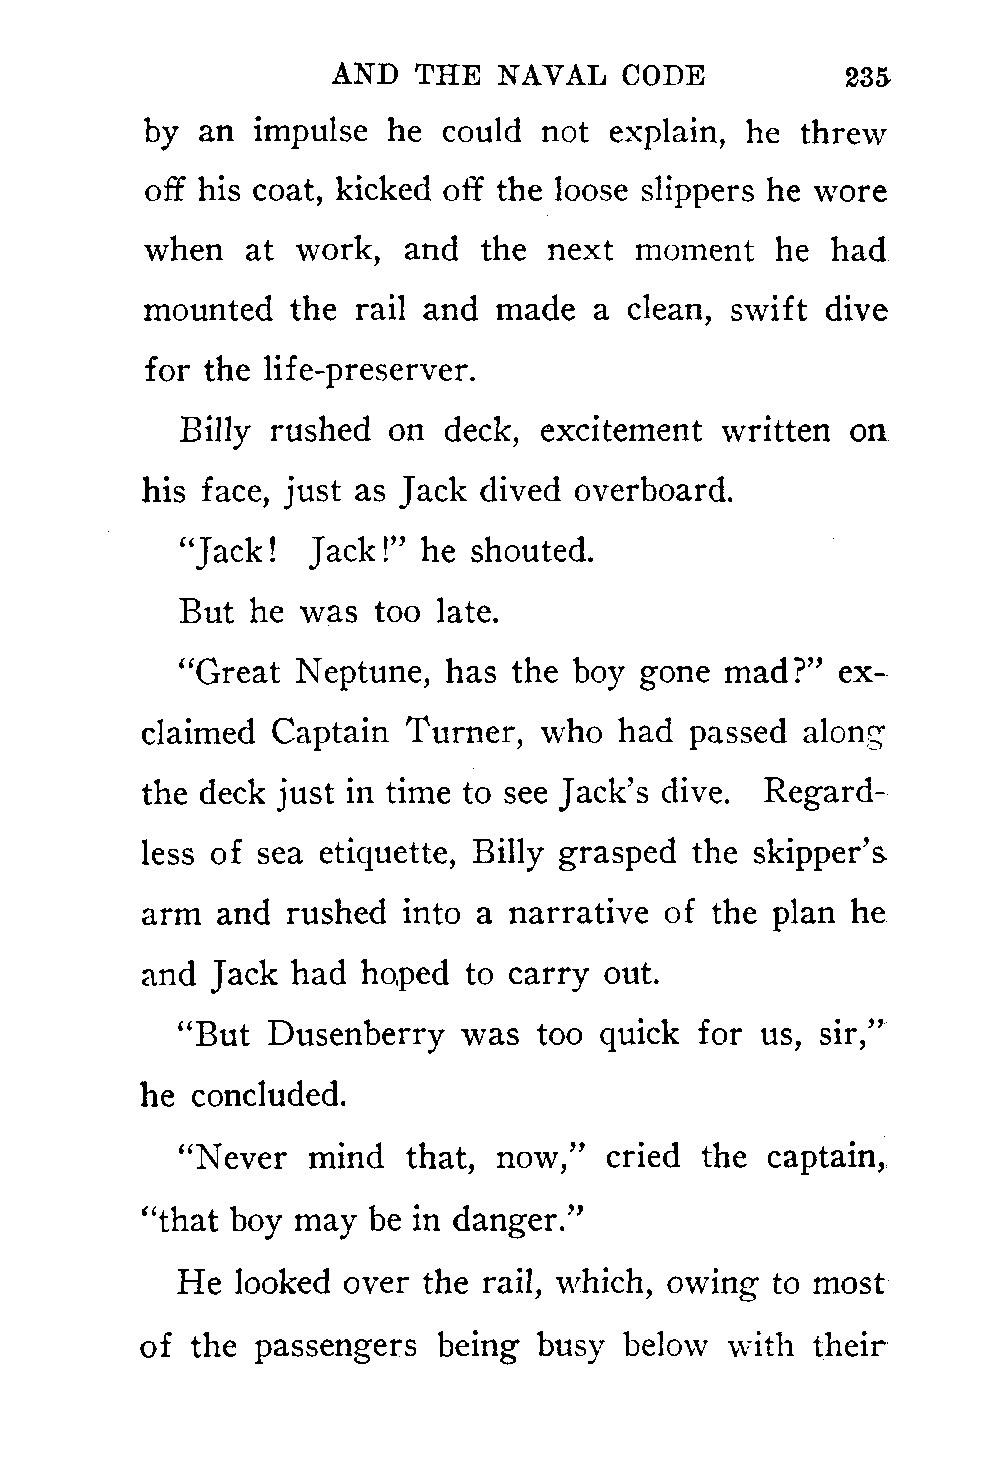 AND THE NAVAL CODE 235
by an impulse he could not explain, he threw
off his coat, kicked off the loose slippers he wore
when at work, and the next moment he had
mounted the rail and made a clean, swift dive
for the life-preserver.
Billy rushed on deck, excitement written on
his face, just as Jack dived overboard.
“Jack! Jack!” he shouted.
But he was too late.
“Great Neptune, has the boy gone mad?” ex-
claimed Captain Turner, who had passed along
the deck just in time to see Jack’s dive. Regard-
less of sea etiquette, Billy grasped the skipper’s
arm and rushed into a narrative of the plan he
and Jack had hoped to carry out.
“But Dusenberry was too quick for us, sir,”
he concluded.
“Never mind that, now,” cried the captain,
“that boy may be in danger.”
He looked over the rail, which, owing to most
of the passengers being busy below with their